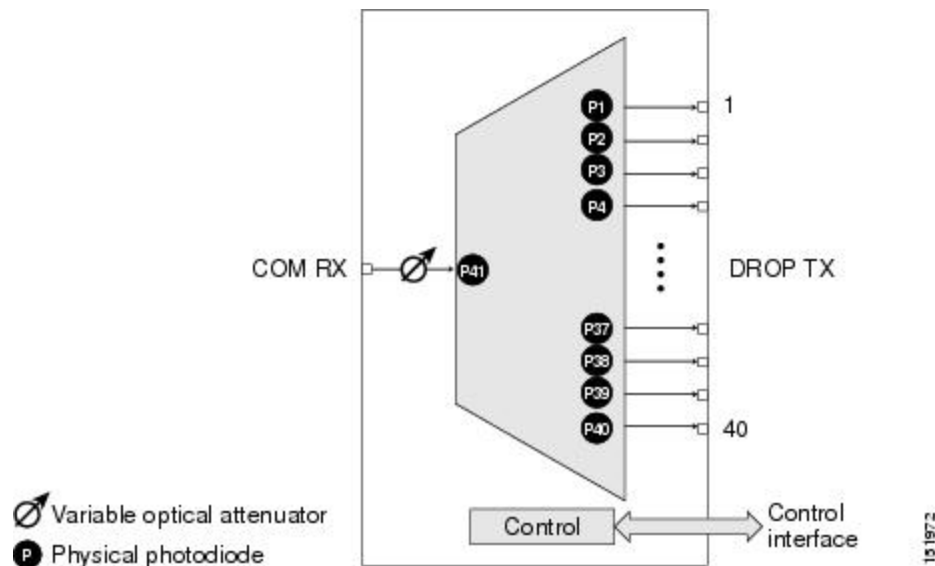 P1
1
P2
P3
P4
COM RX
P41
DROP TX
P37
P38
P39
P40
40
Variable optical attenuator
P Physical photodiode
Control
Control
interface
151972